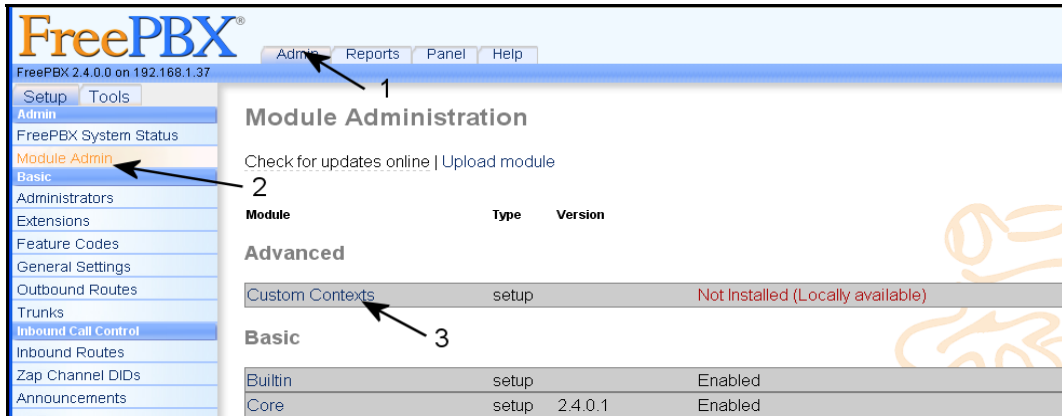 FreePBX®
Admin Reports Panel Help
FreePBX 2.4.0.0 on 192.168.1.37
1
Setup Tools
Admin
FreePBX System Status
Module Admin
2
Basic
Administrators
Extensions
Feature Codes
General Settings
Outbound Routes
Trunks
Inbound Call Control
Inbound Routes
Zap Channel DIDs
Announcements
Module Administration
Check for updates online | Upload module
Module Type Version
Advanced
Custom Contexts setup Not Installed (Locally available)
3
Basic
Builtin setup Enabled
Core setup 2.4.0.1 Enabled